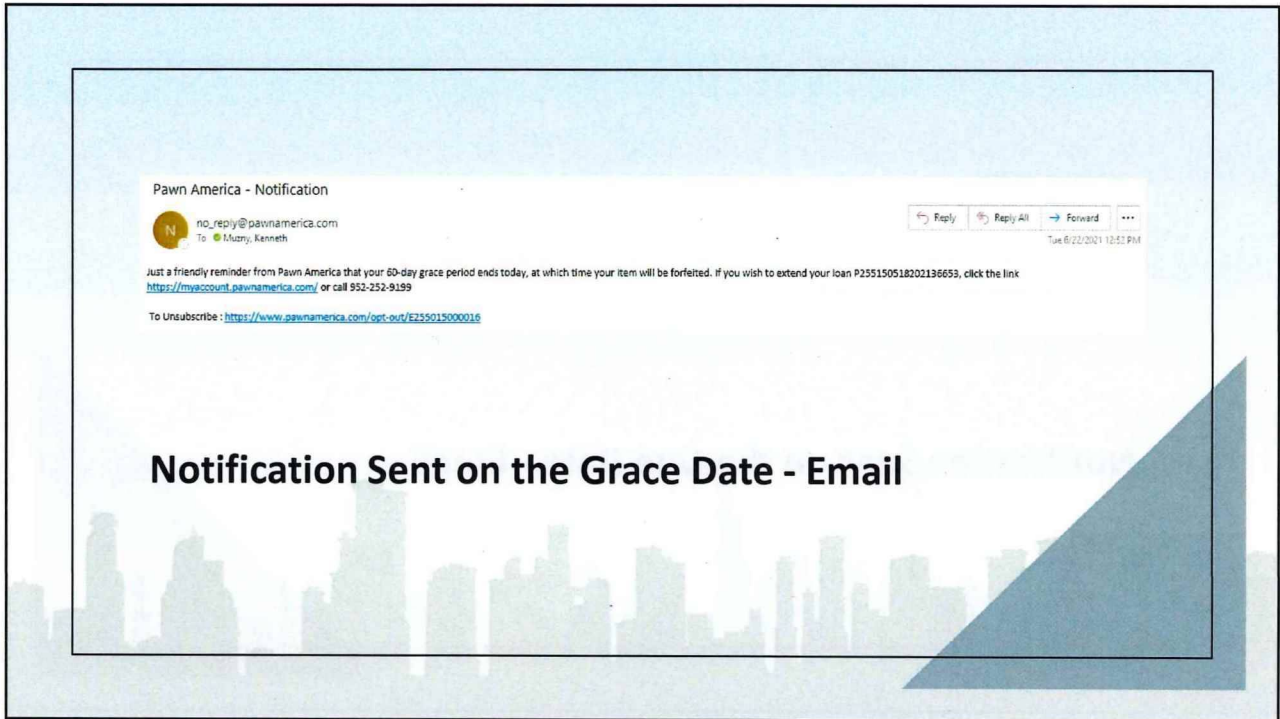 Pawn America - Notification
N
no_reply@pawnamerica.com
To Muzny, Kenneth
Reply Reply All → Forward ...
Tue 6/22/2021 12:52 PM
Just a friendly reminder from Pawn America that your 60-day grace period ends today, at which time your item will be forfeited. If you wish to extend your loan P255150518202136653, click the link
https://myaccount.pawnamerica.com/ or call 952-252-9199
To Unsubscribe : https://www.pawnamerica.com/opt-out/E255015000016
Notification Sent on the Grace Date - Email